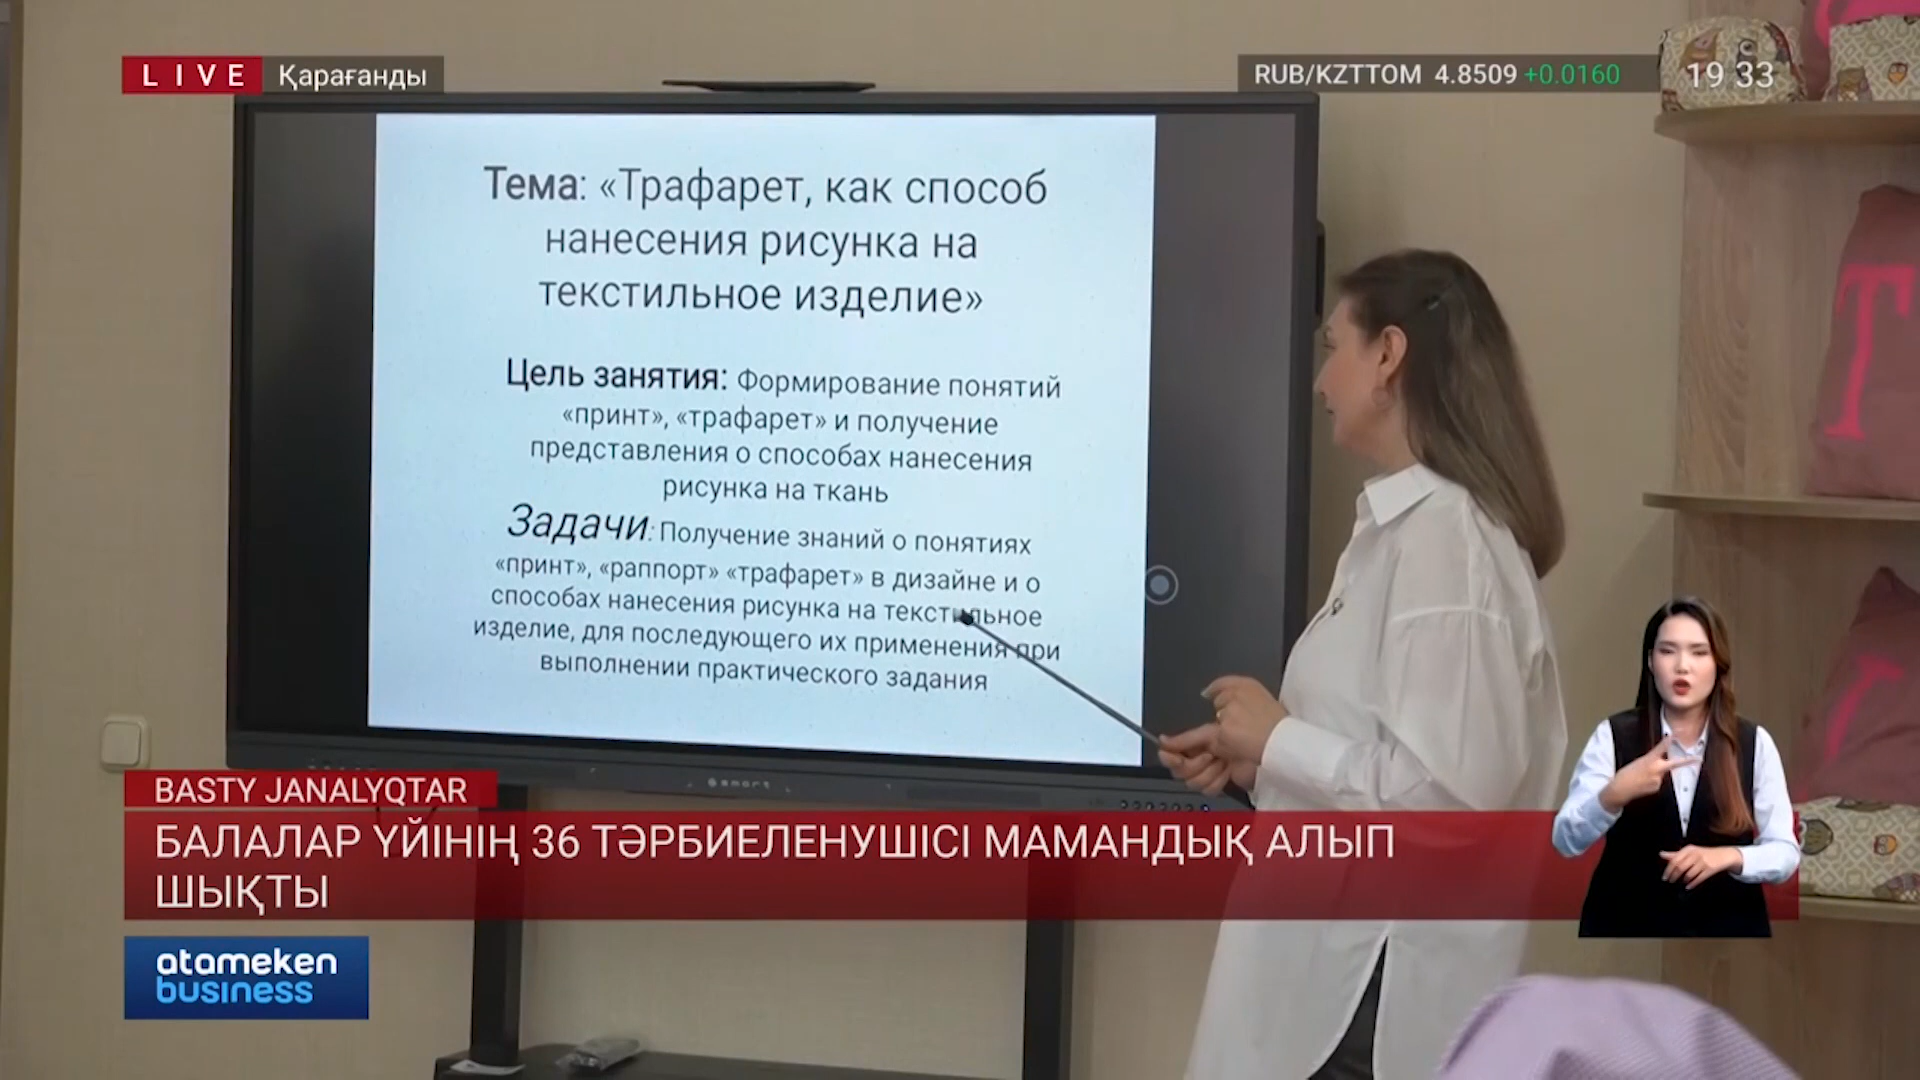 LIVE Қарағанды
RUB/KZTTOM 4.8509 +0.0160
19 33
Тема: «Трафарет, как способ
нанесения рисунка на
текстильное изделие»
Цель занятия: Формирование понятий
«принт», «трафарет» и получение
представления о способах нанесения
рисунка на ткань
Задачи: Получение знаний о понятиях
«принт», «раппорт» «трафарет» в дизайне и о
способах нанесения рисунка на текстильное
изделие, для последующего их применения при
выполнении практического задания
smart
T
BASTY JANALYQTAR
БАЛАЛАР ҮЙІНІҢ 36 ТӘРБИЕЛЕНУШІСІ МАМАНДЫҚ АЛЫП
ШЫҚТЫ
atameken
business